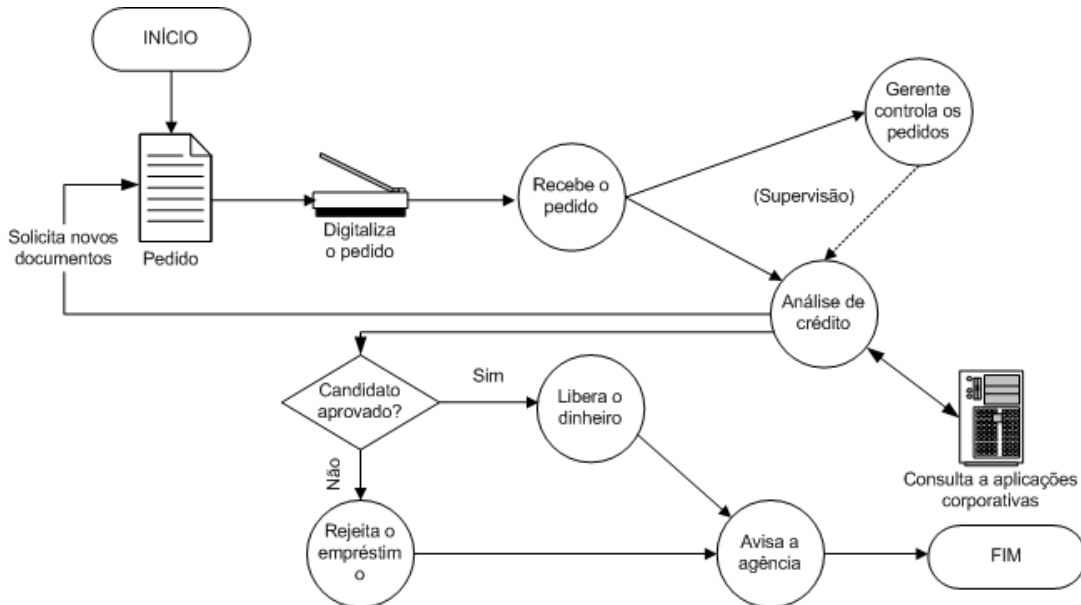 INÍCIO
Gerente
controla os
pedidos
Recebe o
pedido
(Supervisão)
Digitaliza
o pedido
Pedido
Solicita novos
documentos
Análise de
crédito
Candidato
aprovado?
Sim
Libera o
dinheiro
Não
Consulta a aplicações
corporativas
Rejeita o
empréstim
o
Avisa a
agência
FIM